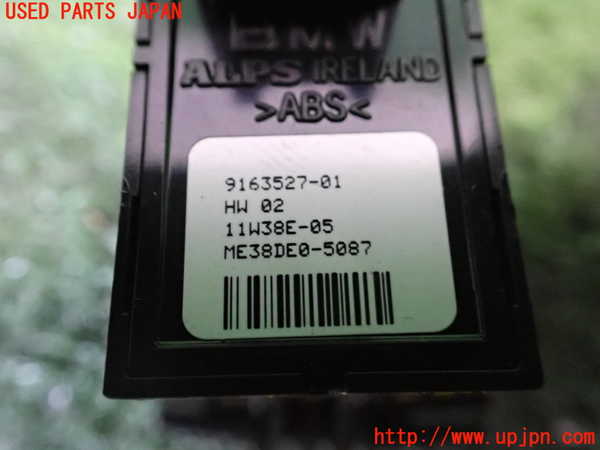 USED PARTS JAPAN
BMW
ALPS IRELAND
>ABS<
9163527-01
HW 02
11W38E-05
ME38DE0-5087
http://www.upjpn.com/